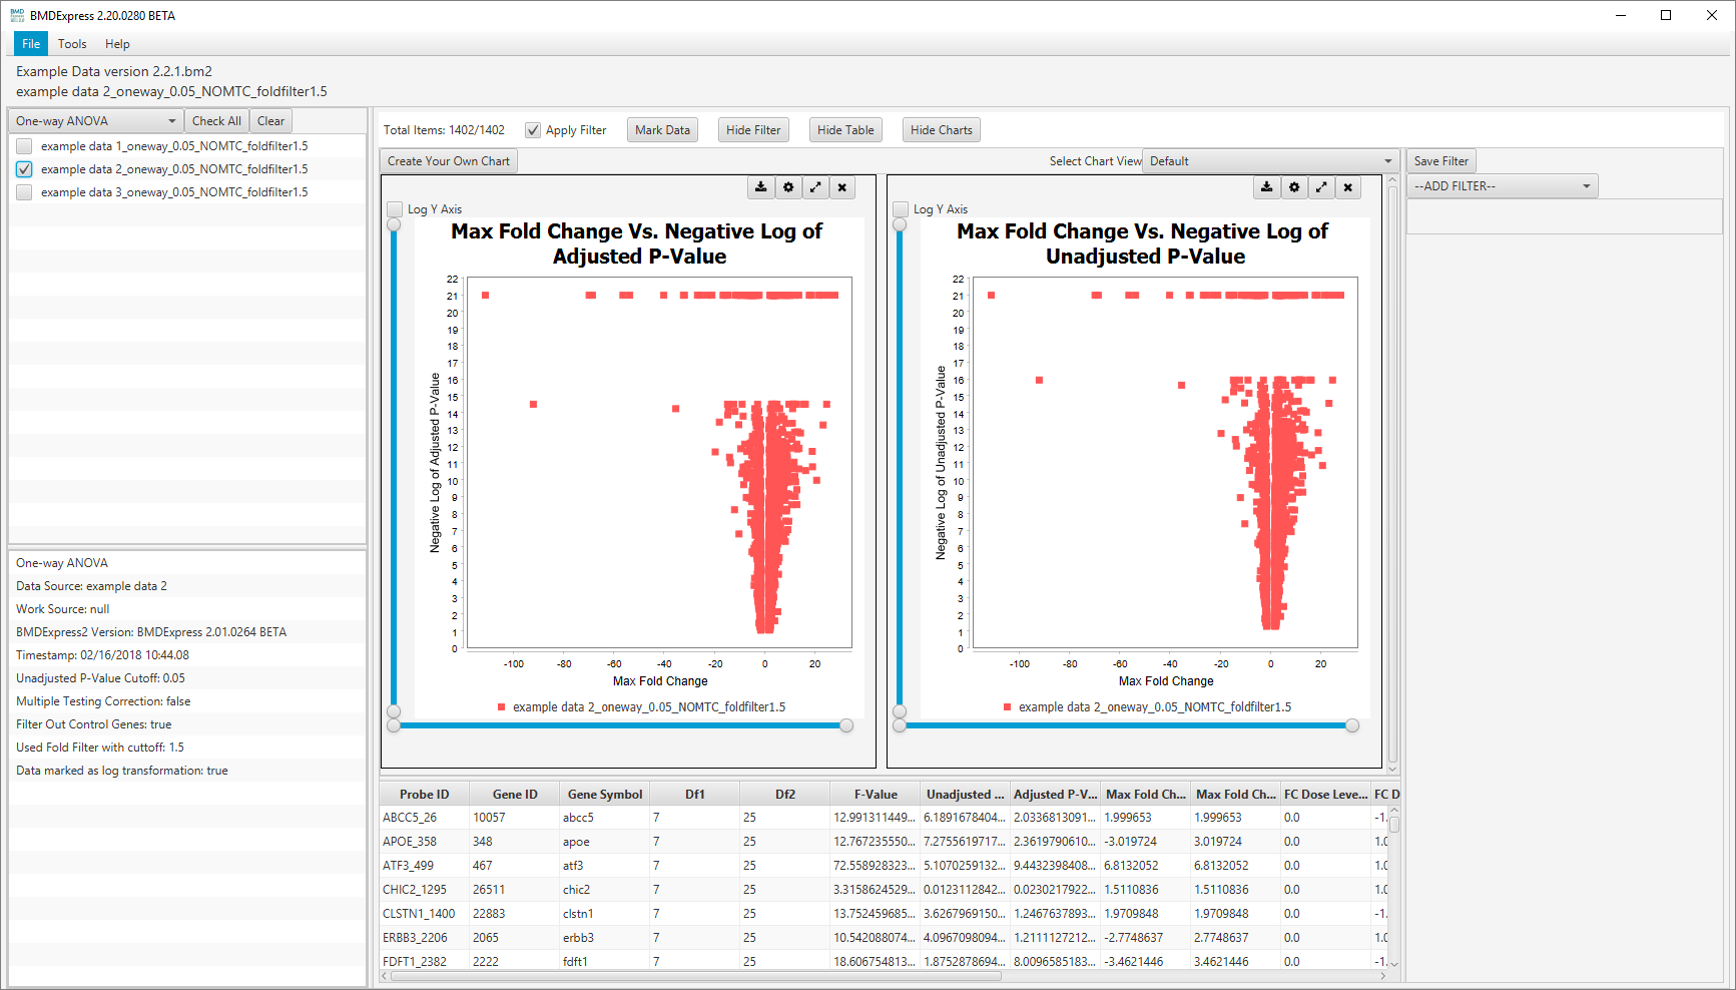 BMDExpress 2.20.0280 BETA
File Tools Help
Example Data version 2.2.1.bm2
example data 2_oneway_0.05_NOMTC_foldfilter1.5
One-way ANOVA Check All Clear
example data 1_oneway_0.05_NOMTC_foldfilter1.5
example data 2_oneway_0.05_NOMTC_foldfilter1.5
example data 3_oneway_0.05_NOMTC_foldfilter1.5
One-way ANOVA
Data Source: example data 2
Work Source: null
BMDExpress2 Version: BMDExpress 2.01.0264 BETA
Timestamp: 02/16/2018 10:44.08
Unadjusted P-Value Cutoff: 0.05
Multiple Testing Correction: false
Filter Out Control Genes: true
Used Fold Filter with cuttoff: 1.5
Data marked as log transformation: true
Total Items: 1402/1402 Apply Filter Mark Data Hide Filter Hide Table Hide Charts
Create Your Own Chart Select Chart View Default
Log Y Axis
Max Fold Change Vs. Negative Log of
Adjusted P-Value
Negative Log of Adjusted P-Value
22
21
20
19
18
17
16
15
14
13
12
11
10
9
8
7
6
5
4
3
2
1
0
-100 -80 -60 -40 -20 0 20
Max Fold Change
example data 2_oneway_0.05_NOMTC_foldfilter1.5
Log Y Axis
Max Fold Change Vs. Negative Log of
Unadjusted P-Value
Negative Log of Unadjusted P-Value
22
21
20
19
18
17
16
15
14
13
12
11
10
9
8
7
6
5
4
3
2
1
0
-100 -80 -60 -40 -20 0 20
Max Fold Change
example data 2_oneway_0.05_NOMTC_foldfilter1.5
Save Filter
--ADD FILTER--
Probe ID Gene ID Gene Symbol Df1 Df2 F-Value Unadjusted ... Adjusted P-V... Max Fold Ch... Max Fold Ch... FC Dose Leve... FC D
ABCC5_26 10057 abcc5 7 25 12.991311449... 6.1891678404... 2.0336813091... 1.999653 1.999653 0.0 -1.
APOE_358 348 apoe 7 25 12.767235550... 7.2755619717... 2.3619790610... -3.019724 3.019724 0.0 1.0
ATF3_499 467 atf3 7 25 72.558928323... 5.1070259132... 9.4432398408... 6.8132052 6.8132052 0.0 1.0
CHIC2_1295 26511 chic2 7 25 3.3158624529... 0.0123112842... 0.0230217922... 1.5110836 1.5110836 0.0 1.0
CLSTN1_1400 22883 clstn1 7 25 13.752459685... 3.6267969150... 1.2467637893... 1.9709848 1.9709848 0.0 -1.
ERBB3_2206 2065 erbb3 7 25 10.542088074... 4.0967098094... 1.2111127212... -2.7748637 2.7748637 0.0 1.0
FDFT1_2382 2222 fdft1 7 25 18.606754813... 1.8752878694... 8.0096585183... -3.4621446 3.4621446 0.0 -1.